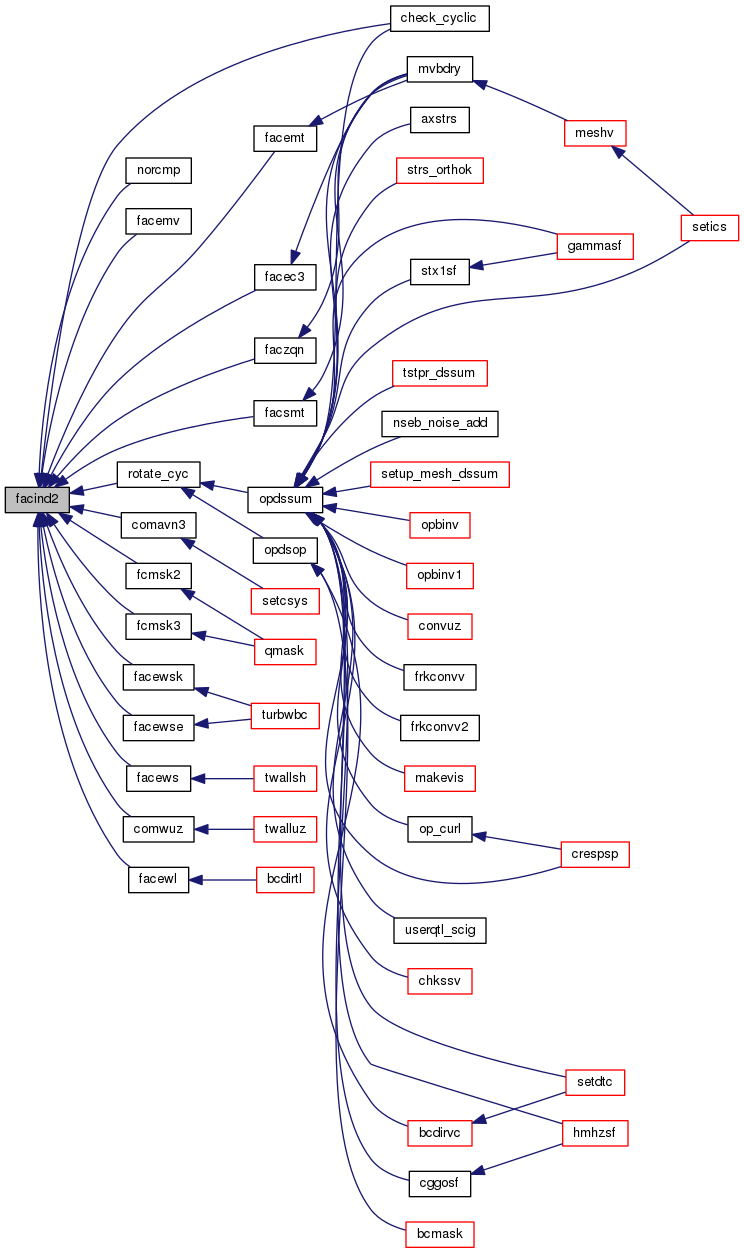 check_cyclic
mvbdry
axstrs
facemt
meshv
norcmp
strs_orthok
facemv
setics
gammasf
stx1sf
facec3
faczqn
tstpr_dssum
facsmt
nseb_noise_add
rotate_cyc
setup_mesh_dssum
facind2
opdssum
comavn3
opbinv
opdsop
fcmsk2
opbinv1
setcsys
fcmsk3
convuz
qmask
facewsk
frkconvv
turbwbc
facewse
frkconvv2
facews
twallsh
makevis
comwuz
twalluz
op_curl
crespsp
facewl
bcdirtl
userqtl_scig
chkssv
setdtc
bcdirvc
hmhzsf
cggosf
bcmask